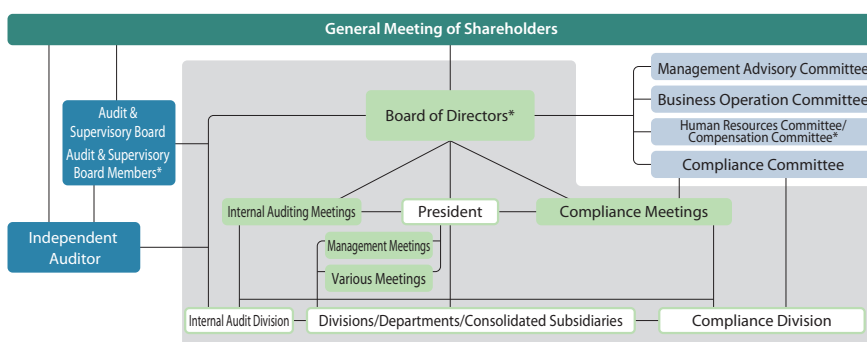 General Meeting of Shareholders
Management Advisory Committee
Business Operation Committee
Human Resources Committee/
Compensation Committee*
Compliance Committee
Board of Directors*
Audit &
Supervisory Board
Audit & Supervisory
Board Members*
Internal Auditing Meetings
President
Compliance Meetings
Independent
Auditor
Management Meetings
Various Meetings
Internal Audit Division
Divisions/Departments/Consolidated Subsidiaries
Compliance Division